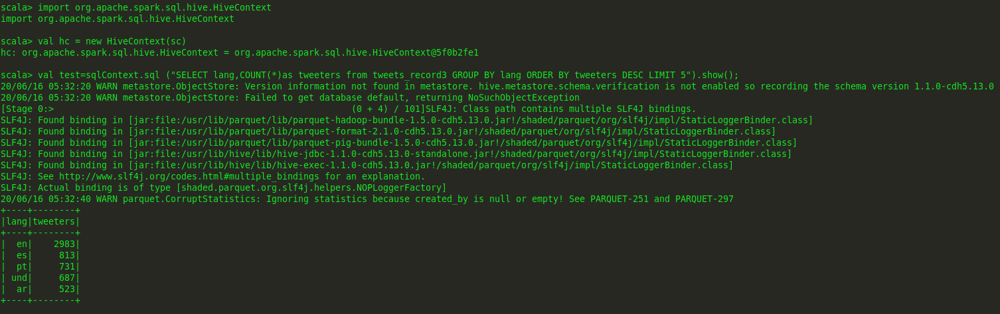 scala> import org.apache.spark.sql.hive.HiveContext
import org.apache.spark.sql.hive.HiveContext
scala> val hc = new HiveContext(sc)
hc: org.apache.spark.sql.hive.HiveContext = org.apache.spark.sql.hive.HiveContext@5f0b2fe1
scala> val test=sqlContext.sql ("SELECT lang,COUNT(*)as tweeters from tweets_record3 GROUP BY lang ORDER BY tweeters DESC LIMIT 5").show();
20/06/16 05:32:20 WARN metastore.ObjectStore: Version information not found in metastore. hive.metastore.schema.verification is not enabled so recording the schema version 1.1.0-cdh5.13.0
20/06/16 05:32:20 WARN metastore.ObjectStore: Failed to get database default, returning NoSuchObjectException
[Stage 0:>                                                        (0 + 4) / 101]SLF4J: Class path contains multiple SLF4J bindings.
SLF4J: Found binding in [jar:file:/usr/lib/parquet/lib/parquet-hadoop-bundle-1.5.0-cdh5.13.0.jar!/shaded/parquet/org/slf4j/impl/StaticLoggerBinder.class]
SLF4J: Found binding in [jar:file:/usr/lib/parquet/lib/parquet-format-2.1.0-cdh5.13.0.jar!/shaded/parquet/org/slf4j/impl/StaticLoggerBinder.class]
SLF4J: Found binding in [jar:file:/usr/lib/parquet/lib/parquet-pig-bundle-1.5.0-cdh5.13.0.jar!/shaded/parquet/org/slf4j/impl/StaticLoggerBinder.class]
SLF4J: Found binding in [jar:file:/usr/lib/hive/lib/hive-jdbc-1.1.0-cdh5.13.0-standalone.jar!/shaded/parquet/org/slf4j/impl/StaticLoggerBinder.class]
SLF4J: Found binding in [jar:file:/usr/lib/hive/lib/hive-exec-1.1.0-cdh5.13.0.jar!/shaded/parquet/org/slf4j/impl/StaticLoggerBinder.class]
SLF4J: See http://www.slf4j.org/codes.html#multiple_bindings for an explanation.
SLF4J: Actual binding is of type [shaded.parquet.org.slf4j.helpers.NOPLoggerFactory]
20/06/16 05:32:40 WARN parquet.CorruptStatistics: Ignoring statistics because created_by is null or empty! See PARQUET-251 and PARQUET-297
+----+--------+
|lang|tweeters|
+----+--------+
|  en|    2983|
|  es|     813|
|  pt|     731|
| und|     687|
|  ar|     523|
+----+--------+